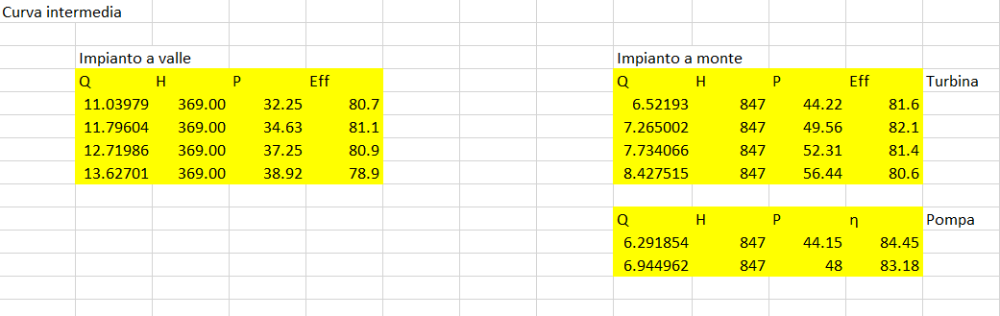 Curva intermedia
Impianto a valle Impianto a monte
Q H P Eff Q H P Eff Turbina
11.03979 369.00 32.25 80.7 6.52193 847 44.22 81.6
11.79604 369.00 34.63 81.1 7.265002 847 49.56 82.1
12.71986 369.00 37.25 80.9 7.734066 847 52.31 81.4
13.62701 369.00 38.92 78.9 8.427515 847 56.44 80.6
Q H P η Pompa
6.291854 847 44.15 84.45
6.944962 847 48 83.18